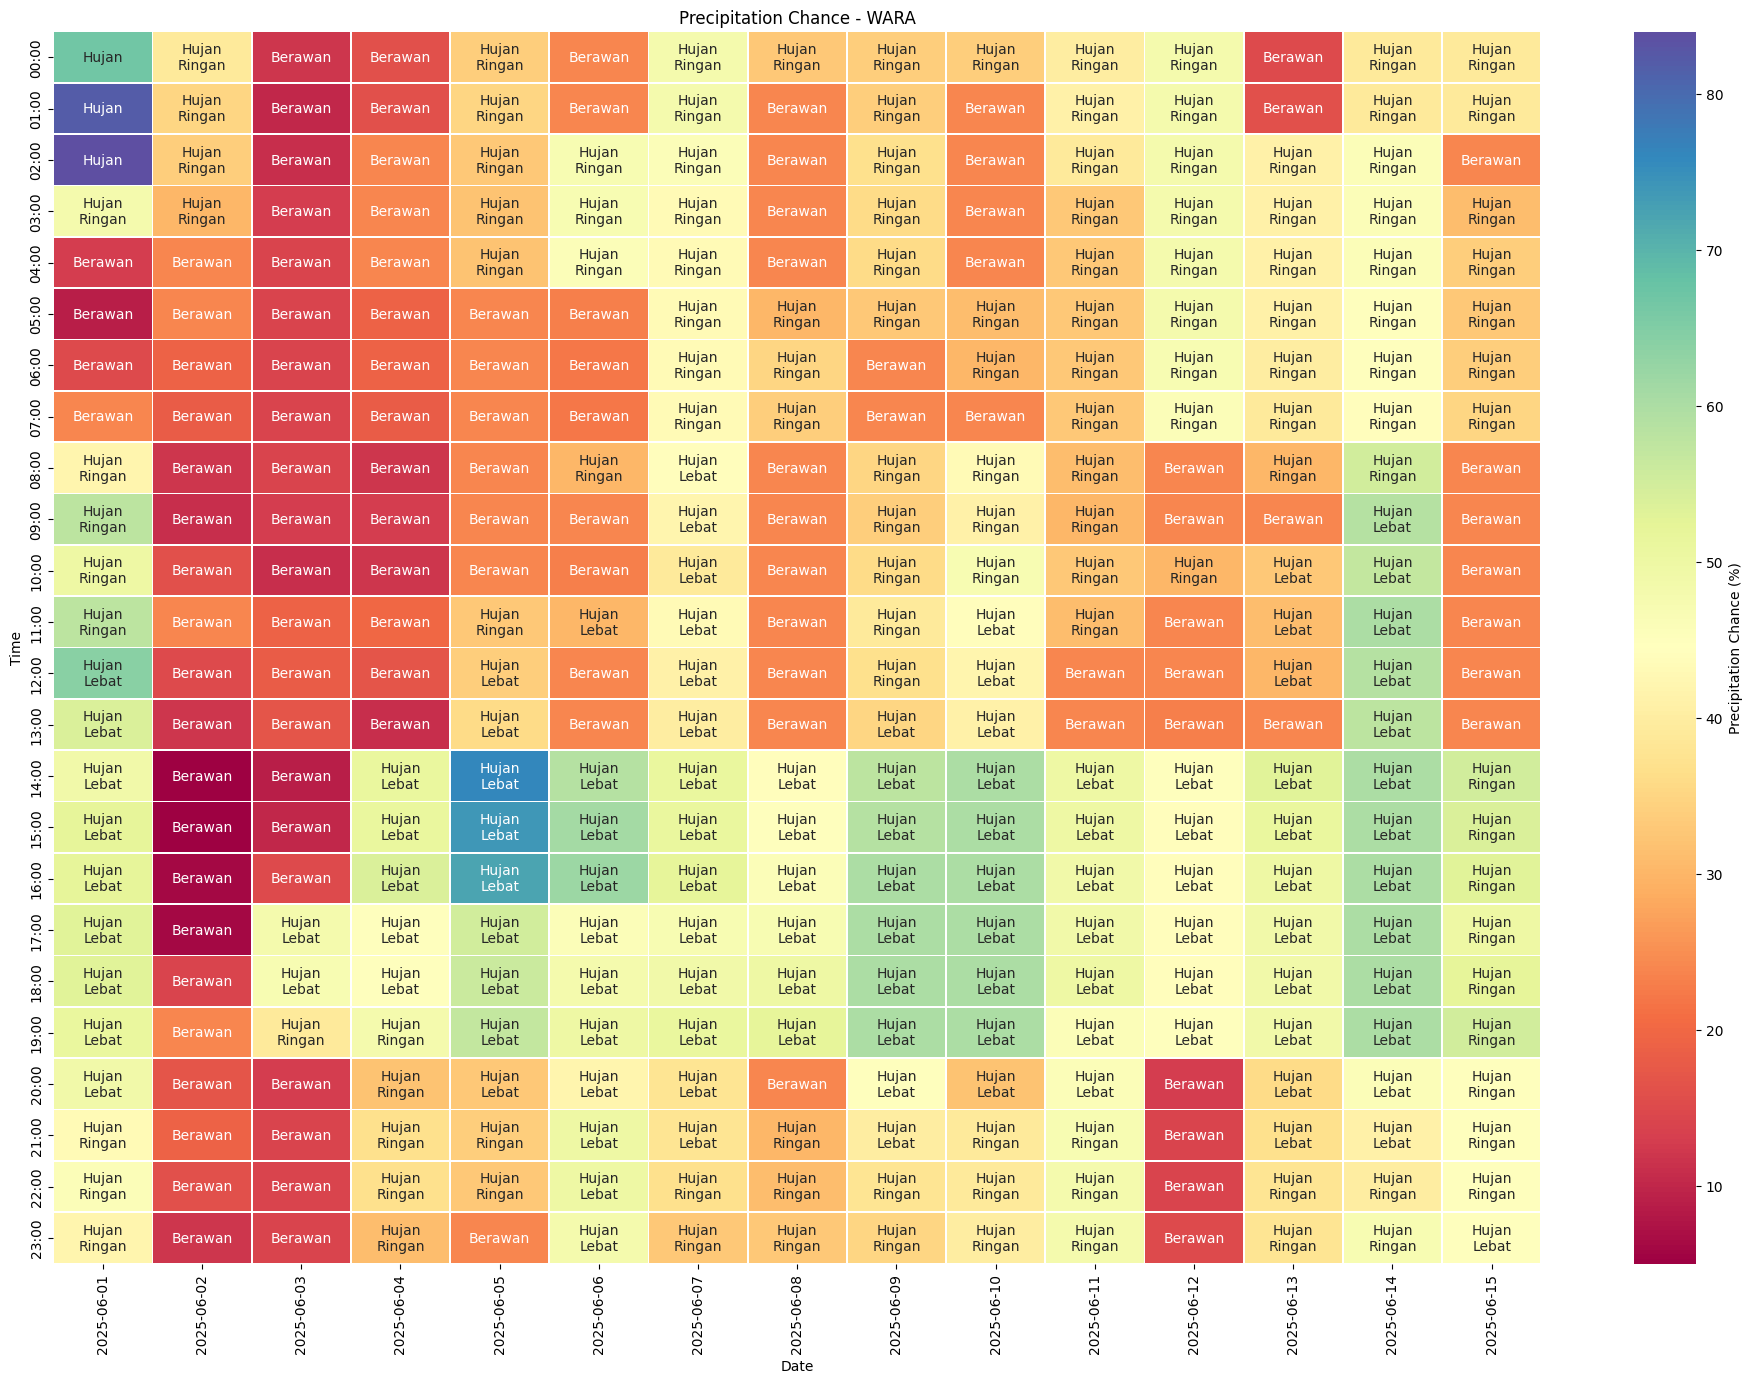 Precipitation Chance - WARA
00:00 Hujan Hujan Ringan Berawan Berawan Hujan Ringan Berawan Hujan Ringan Hujan Ringan Hujan Ringan Hujan Ringan Hujan Ringan Hujan Ringan Berawan Hujan Ringan Hujan Ringan
01:00 Hujan Hujan Ringan Berawan Berawan Hujan Ringan Berawan Hujan Ringan Berawan Hujan Ringan Berawan Hujan Ringan Hujan Ringan Berawan Hujan Ringan Hujan Ringan
02:00 Hujan Hujan Ringan Berawan Berawan Hujan Ringan Hujan Ringan Hujan Ringan Berawan Hujan Ringan Berawan Hujan Ringan Hujan Ringan Hujan Ringan Hujan Ringan Berawan
03:00 Hujan Ringan Hujan Ringan Berawan Berawan Hujan Ringan Hujan Ringan Hujan Ringan Berawan Hujan Ringan Berawan Hujan Ringan Hujan Ringan Hujan Ringan Hujan Ringan Hujan Ringan
04:00 Berawan Berawan Berawan Berawan Hujan Ringan Hujan Ringan Hujan Ringan Berawan Hujan Ringan Berawan Hujan Ringan Hujan Ringan Hujan Ringan Hujan Ringan Hujan Ringan
05:00 Berawan Berawan Berawan Berawan Berawan Berawan Hujan Ringan Hujan Ringan Hujan Ringan Hujan Ringan Hujan Ringan Hujan Ringan Hujan Ringan Hujan Ringan Hujan Ringan
06:00 Berawan Berawan Berawan Berawan Berawan Berawan Hujan Ringan Hujan Ringan Berawan Hujan Ringan Hujan Ringan Hujan Ringan Hujan Ringan Hujan Ringan Hujan Ringan
07:00 Berawan Berawan Berawan Berawan Berawan Berawan Hujan Ringan Hujan Ringan Berawan Berawan Hujan Ringan Hujan Ringan Hujan Ringan Hujan Ringan Hujan Ringan
08:00 Hujan Ringan Berawan Berawan Berawan Berawan Hujan Ringan Hujan Lebat Berawan Hujan Ringan Hujan Ringan Hujan Ringan Berawan Hujan Ringan Hujan Ringan Berawan
09:00 Hujan Ringan Berawan Berawan Berawan Berawan Berawan Hujan Lebat Berawan Hujan Ringan Hujan Ringan Hujan Ringan Berawan Berawan Hujan Lebat Berawan
10:00 Hujan Ringan Berawan Berawan Berawan Berawan Berawan Hujan Lebat Berawan Hujan Ringan Hujan Ringan Hujan Ringan Hujan Ringan Hujan Lebat Hujan Lebat Berawan
11:00 Hujan Ringan Berawan Berawan Berawan Hujan Ringan Hujan Lebat Hujan Lebat Berawan Hujan Ringan Hujan Lebat Hujan Ringan Berawan Hujan Lebat Hujan Lebat Berawan
12:00 Hujan Lebat Berawan Berawan Berawan Hujan Lebat Berawan Hujan Lebat Berawan Hujan Ringan Hujan Lebat Berawan Berawan Hujan Lebat Hujan Lebat Berawan
13:00 Hujan Lebat Berawan Berawan Berawan Hujan Lebat Berawan Hujan Lebat Berawan Hujan Lebat Hujan Lebat Berawan Berawan Berawan Hujan Lebat Berawan
14:00 Hujan Lebat Berawan Berawan Hujan Lebat Hujan Lebat Hujan Lebat Hujan Lebat Hujan Lebat Hujan Lebat Hujan Lebat Hujan Lebat Hujan Lebat Hujan Lebat Hujan Lebat Hujan Ringan
15:00 Hujan Lebat Berawan Berawan Hujan Lebat Hujan Lebat Hujan Lebat Hujan Lebat Hujan Lebat Hujan Lebat Hujan Lebat Hujan Lebat Hujan Lebat Hujan Lebat Hujan Lebat Hujan Ringan
16:00 Hujan Lebat Berawan Berawan Hujan Lebat Hujan Lebat Hujan Lebat Hujan Lebat Hujan Lebat Hujan Lebat Hujan Lebat Hujan Lebat Hujan Lebat Hujan Lebat Hujan Lebat Hujan Ringan
17:00 Hujan Lebat Berawan Hujan Lebat Hujan Lebat Hujan Lebat Hujan Lebat Hujan Lebat Hujan Lebat Hujan Lebat Hujan Lebat Hujan Lebat Hujan Lebat Hujan Lebat Hujan Lebat Hujan Ringan
18:00 Hujan Lebat Berawan Hujan Lebat Hujan Lebat Hujan Lebat Hujan Lebat Hujan Lebat Hujan Lebat Hujan Lebat Hujan Lebat Hujan Lebat Hujan Lebat Hujan Lebat Hujan Lebat Hujan Ringan
19:00 Hujan Lebat Berawan Hujan Ringan Hujan Ringan Hujan Lebat Hujan Lebat Hujan Lebat Hujan Lebat Hujan Lebat Hujan Lebat Hujan Lebat Hujan Lebat Hujan Lebat Hujan Lebat Hujan Ringan
20:00 Hujan Lebat Berawan Berawan Hujan Ringan Hujan Lebat Hujan Lebat Hujan Lebat Berawan Hujan Lebat Hujan Lebat Hujan Lebat Berawan Hujan Lebat Hujan Lebat Hujan Ringan
21:00 Hujan Ringan Berawan Berawan Hujan Ringan Hujan Ringan Hujan Lebat Hujan Lebat Hujan Ringan Hujan Lebat Hujan Ringan Hujan Ringan Berawan Hujan Lebat Hujan Lebat Hujan Ringan
22:00 Hujan Ringan Berawan Berawan Hujan Ringan Hujan Ringan Hujan Lebat Hujan Ringan Hujan Ringan Hujan Ringan Hujan Ringan Hujan Ringan Berawan Hujan Ringan Hujan Ringan Hujan Ringan
23:00 Hujan Ringan Berawan Berawan Hujan Ringan Berawan Hujan Lebat Hujan Ringan Hujan Ringan Hujan Ringan Hujan Ringan Hujan Ringan Berawan Hujan Ringan Hujan Ringan Hujan Lebat
Time
2025-06-01 2025-06-02 2025-06-03 2025-06-04 2025-06-05 2025-06-06 2025-06-07 2025-06-08 2025-06-09 2025-06-10 2025-06-11 2025-06-12 2025-06-13 2025-06-14 2025-06-15
Date
80
70
60
50
40
30
20
10
Precipitation Chance (%)